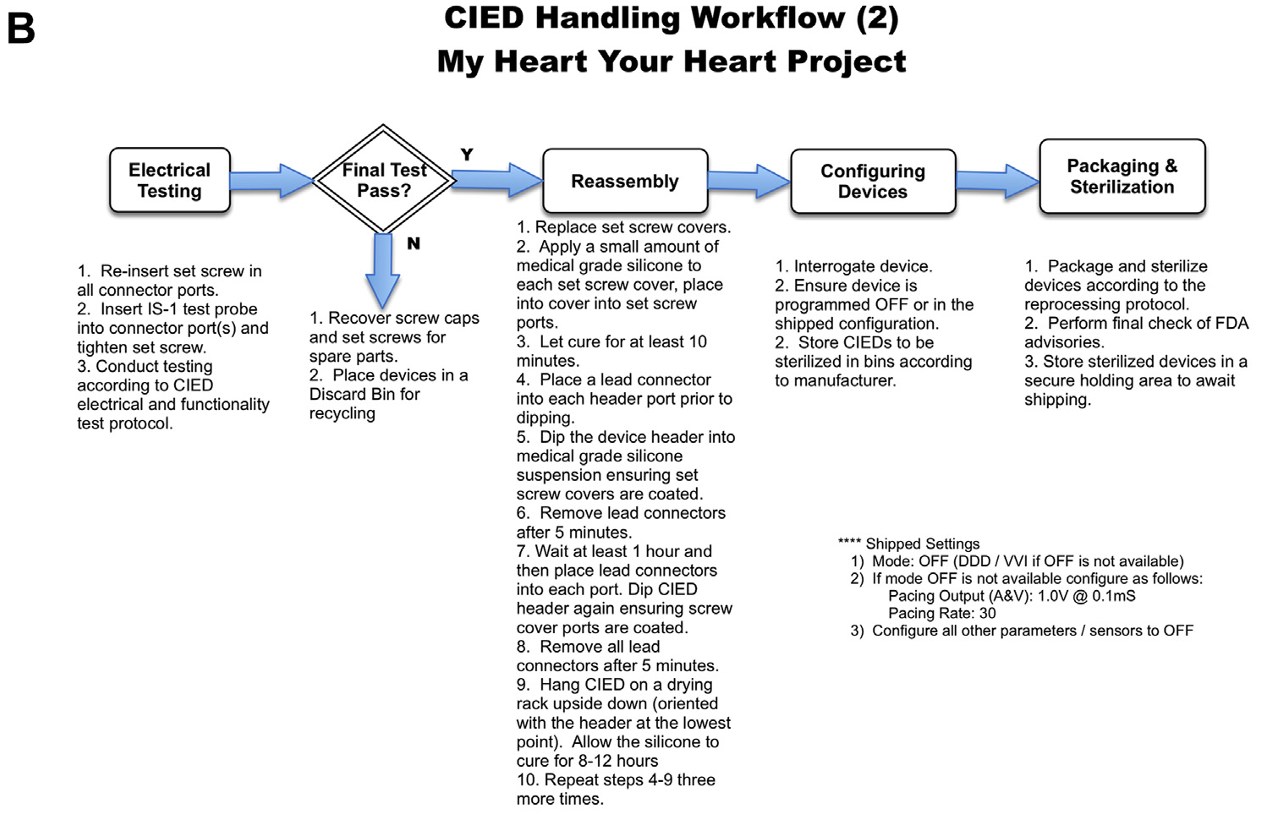 B
CIED Handling Workflow (2)
My Heart Your Heart Project
Electrical
Testing
Final Test
Pass?
Y
N
Reassembly
Configuring
Devices
Packaging &
Sterilization
1.  Re-insert set screw in
all connector ports.
2.  Insert IS-1 test probe
into connector port(s) and
tighten set screw.
3. Conduct testing
according to CIED
electrical and functionality
test protocol.
1. Recover screw caps
and set screws for
spare parts.
2.  Place devices in a
Discard Bin for
recycling
1. Replace set screw covers.
2.  Apply a small amount of
medical grade silicone to
each set screw cover, place
into cover into set screw
ports.
3.  Let cure for at least 10
minutes.
4.  Place a lead connector
into each header port prior to
dipping.
5.  Dip the device header into
medical grade silicone
suspension ensuring set
screw covers are coated.
6.  Remove lead connectors
after 5 minutes.
7. Wait at least 1 hour and
then place lead connectors
into each port. Dip CIED
header again ensuring screw
cover ports are coated.
8.  Remove all lead
connectors after 5 minutes.
9.  Hang CIED on a drying
rack upside down (oriented
with the header at the lowest
point).  Allow the silicone to
cure for 8-12 hours
10. Repeat steps 4-9 three
more times.
1. Interrogate device.
2. Ensure device is
programmed OFF or in the
shipped configuration.
2.  Store CIEDs to be
sterilized in bins according
to manufacturer.
1.  Package and sterilize
devices according to the
reprocessing protocol.
2.  Perform final check of FDA
advisories.
3. Store sterilized devices in a
secure holding area to await
shipping.
**** Shipped Settings
1)  Mode: OFF (DDD / VVI if OFF is not available)
2)  If mode OFF is not available configure as follows:
Pacing Output (A&V): 1.0V @ 0.1mS
Pacing Rate: 30
3)  Configure all other parameters / sensors to OFF